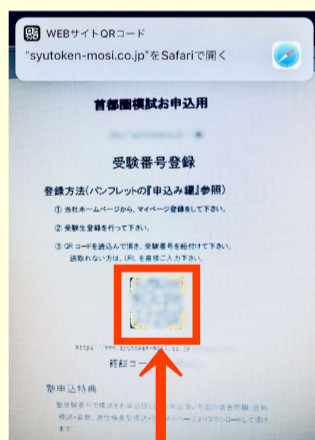 WEBサイトQRコード
"syutoken-mosi.co.jp"をSafariで開く
首都圏模試お申込用
受験番号登録
登録方法(パンフレットの『申込み編』参照)
① 当社ホームページから、マイページ登録をして下さい。
② 受験生登録を行って下さい。
③ QRコードを読込んで頂き、受験番号を紐付けて下さい。
読取れない方は、URLを直接ご入力下さい。
https://www.syutoken-mosi.co.jp
認証コー
塾申込特典